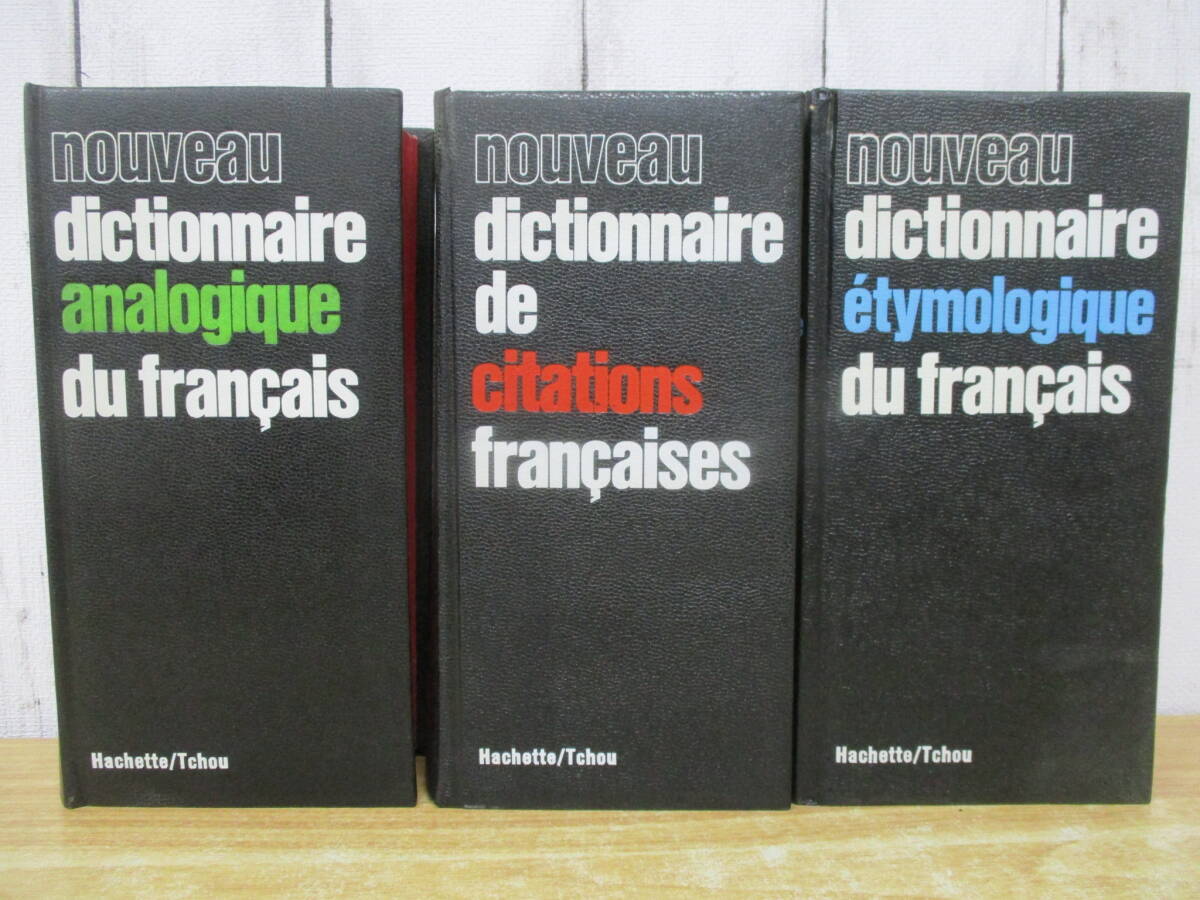 nouveau
dictionnaire
analogique
du français
Hachette/Tchou
nouveau
dictionnaire
de
citations
françaises
Hachette/Tchou
nouveau
dictionnaire
étymologique
du français
Hachette/Tchou